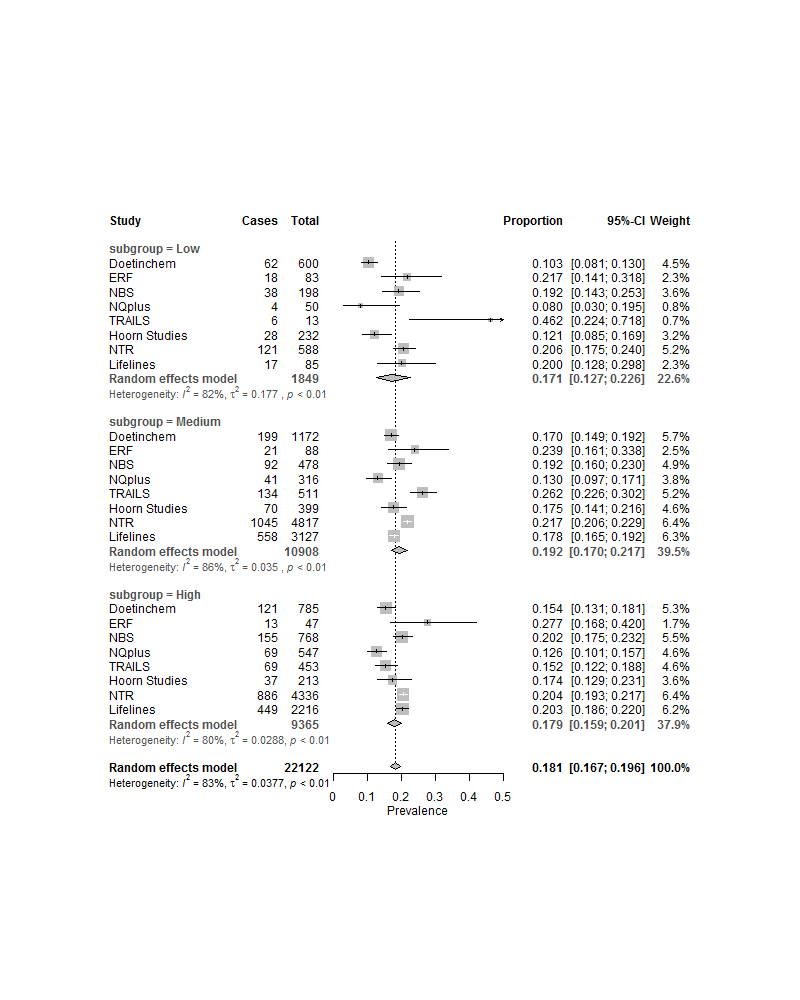 Study Cases Total Proportion 95%-CI Weight
subgroup = Low
Doetinchem 62 600 0.103 [0.081; 0.130] 4.5%
ERF 18 83 0.217 [0.141; 0.318] 2.3%
NBS 38 198 0.192 [0.143; 0.253] 3.6%
NQplus 4 50 0.080 [0.030; 0.195] 0.8%
TRAILS 6 13 0.462 [0.224; 0.718] 0.7%
Hoorn Studies 28 232 0.121 [0.085; 0.169] 3.2%
NTR 121 588 0.206 [0.175; 0.240] 5.2%
Lifelines 17 85 0.200 [0.128; 0.298] 2.3%
Random effects model 1849 0.171 [0.127; 0.226] 22.6%
Heterogeneity: I² = 82%, τ² = 0.177 , p < 0.01
subgroup = Medium
Doetinchem 199 1172 0.170 [0.149; 0.192] 5.7%
ERF 21 88 0.239 [0.161; 0.338] 2.5%
NBS 92 478 0.192 [0.160; 0.230] 4.9%
NQplus 41 316 0.130 [0.097; 0.171] 3.8%
TRAILS 134 511 0.262 [0.226; 0.302] 5.2%
Hoorn Studies 70 399 0.175 [0.141; 0.216] 4.6%
NTR 1045 4817 0.217 [0.206; 0.229] 6.4%
Lifelines 558 3127 0.178 [0.165; 0.192] 6.3%
Random effects model 10908 0.192 [0.170; 0.217] 39.5%
Heterogeneity: I² = 86%, τ² = 0.035 , p < 0.01
subgroup = High
Doetinchem 121 785 0.154 [0.131; 0.181] 5.3%
ERF 13 47 0.277 [0.168; 0.420] 1.7%
NBS 155 768 0.202 [0.175; 0.232] 5.5%
NQplus 69 547 0.126 [0.101; 0.157] 4.6%
TRAILS 69 453 0.152 [0.122; 0.188] 4.6%
Hoorn Studies 37 213 0.174 [0.129; 0.231] 3.6%
NTR 886 4336 0.204 [0.193; 0.217] 6.4%
Lifelines 449 2216 0.203 [0.186; 0.220] 6.2%
Random effects model 9365 0.179 [0.159; 0.201] 37.9%
Heterogeneity: I² = 80%, τ² = 0.0288, p < 0.01
Random effects model 22122 0.181 [0.167; 0.196] 100.0%
Heterogeneity: I² = 83%, τ² = 0.0377, p < 0.01
0 0.1 0.2 0.3 0.4 0.5
Prevalence